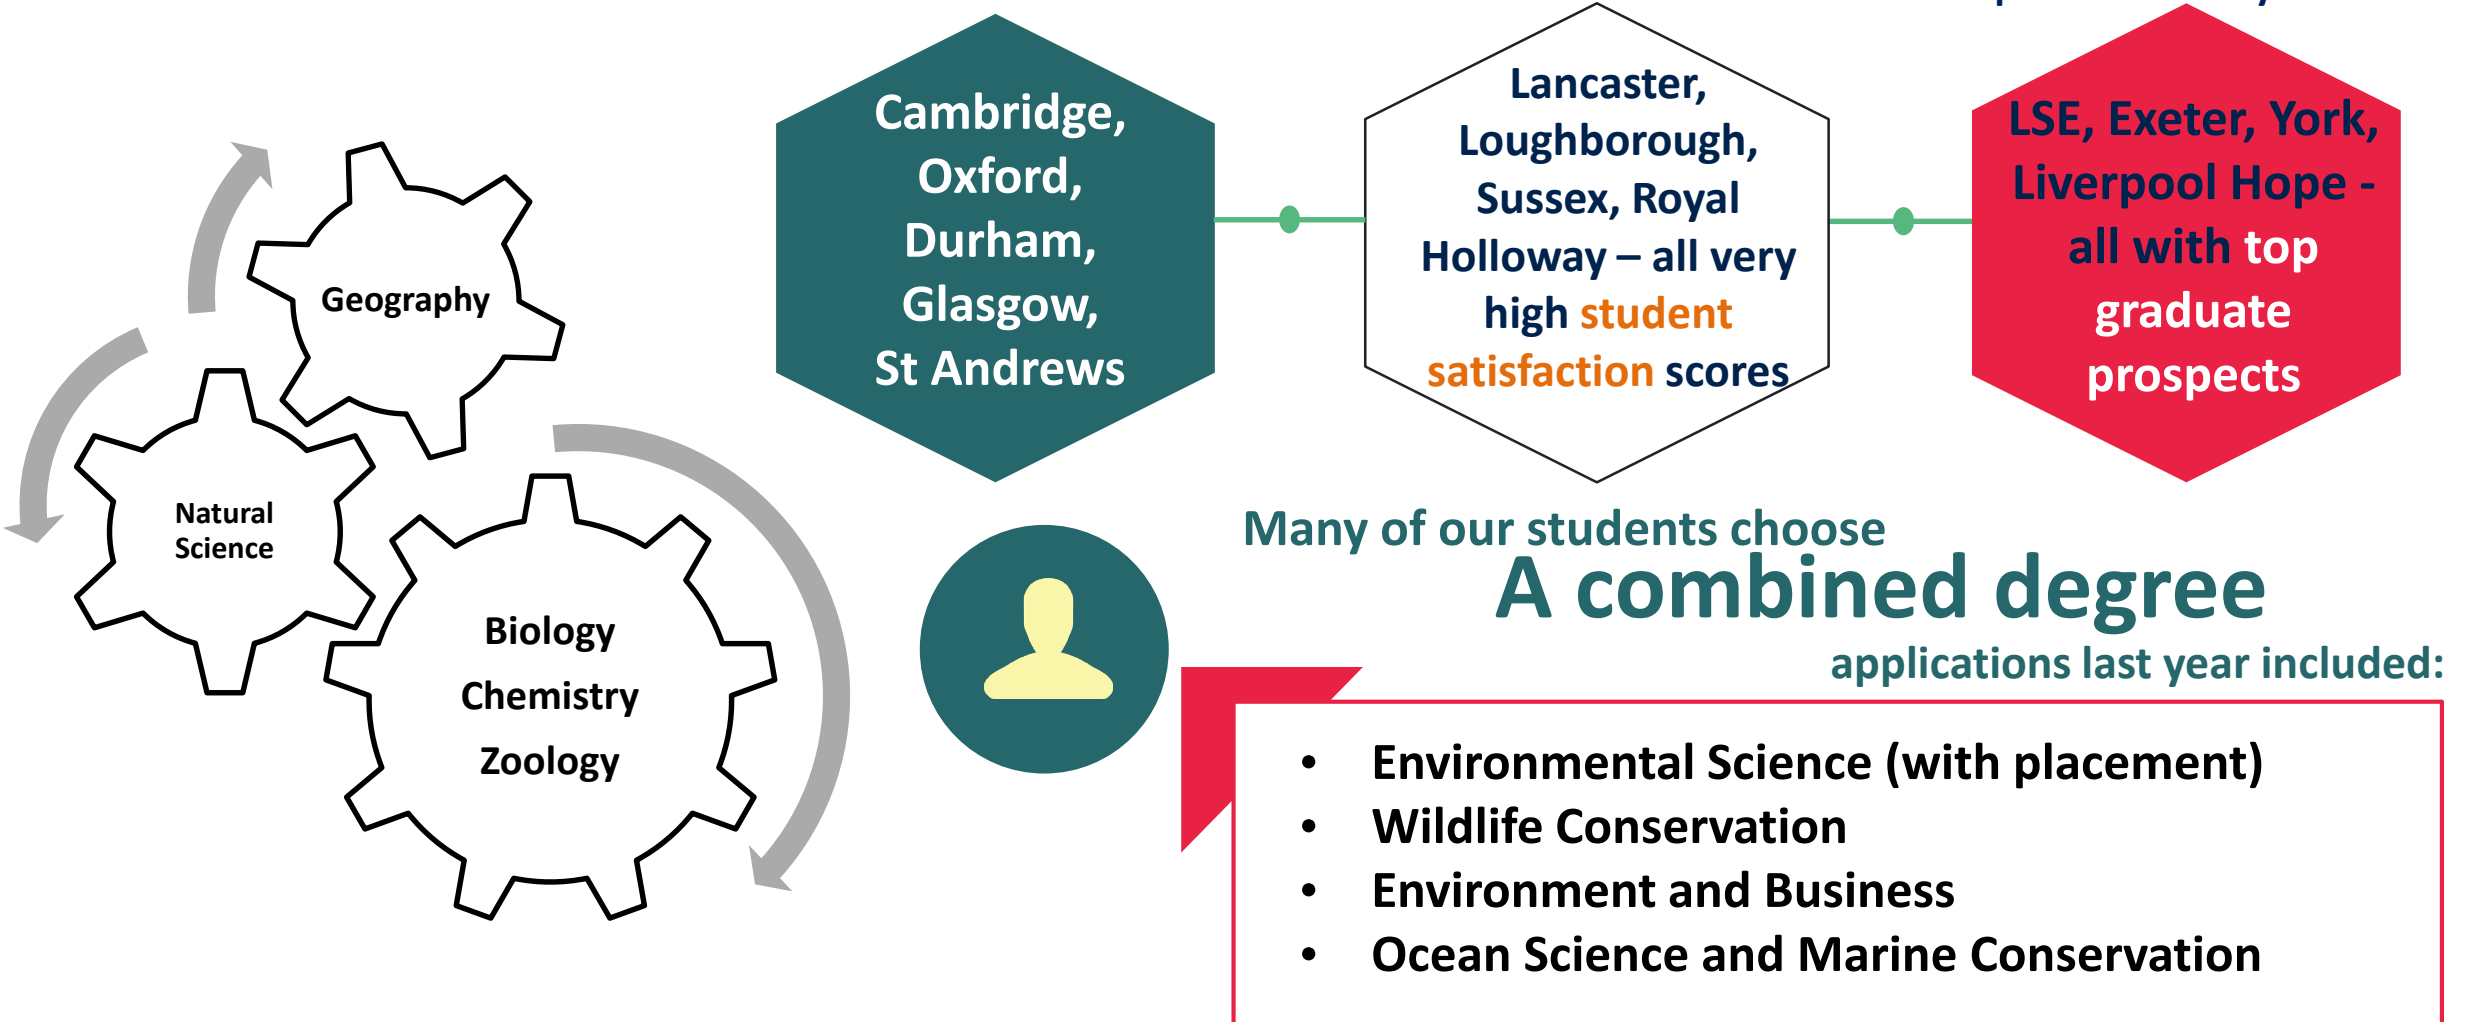 Geography
Natural
Science
Biology
Chemistry
Zoology
Cambridge,
Oxford,
Durham,
Glasgow,
St Andrews
Lancaster,
Loughborough,
Sussex, Royal
Holloway – all very
high student
satisfaction scores
LSE, Exeter, York,
Liverpool Hope -
all with top
graduate
prospects
Many of our students choose
A combined degree
applications last year included:
• Environmental Science (with placement)
• Wildlife Conservation
• Environment and Business
• Ocean Science and Marine Conservation